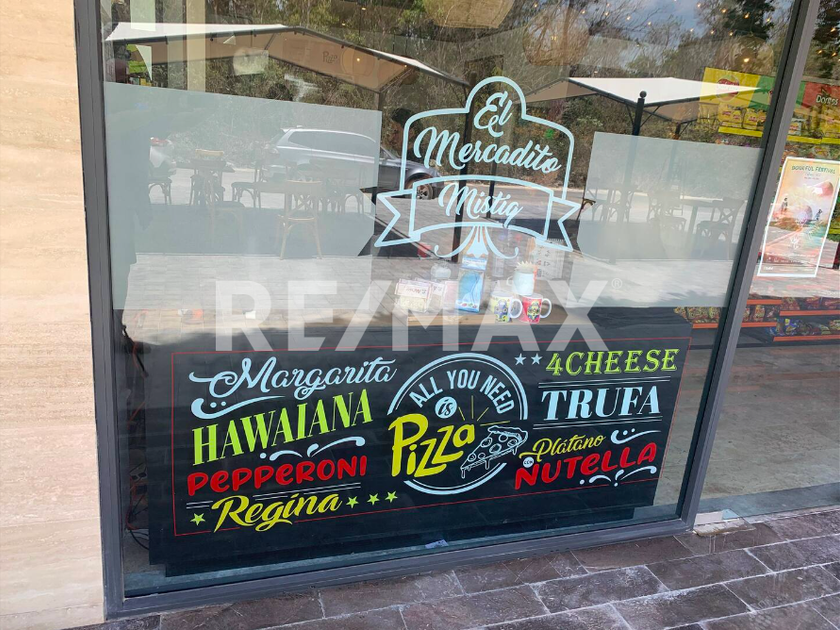 El
Mercadito
Mistiq
RE/MAX
®
Margarita
HAWAIANA
PEPPERONI
Regina
ALL YOU NEED
is
Pizza
4CHEESE
TRUFA
Plátano
con
NUTELLA
Doritos